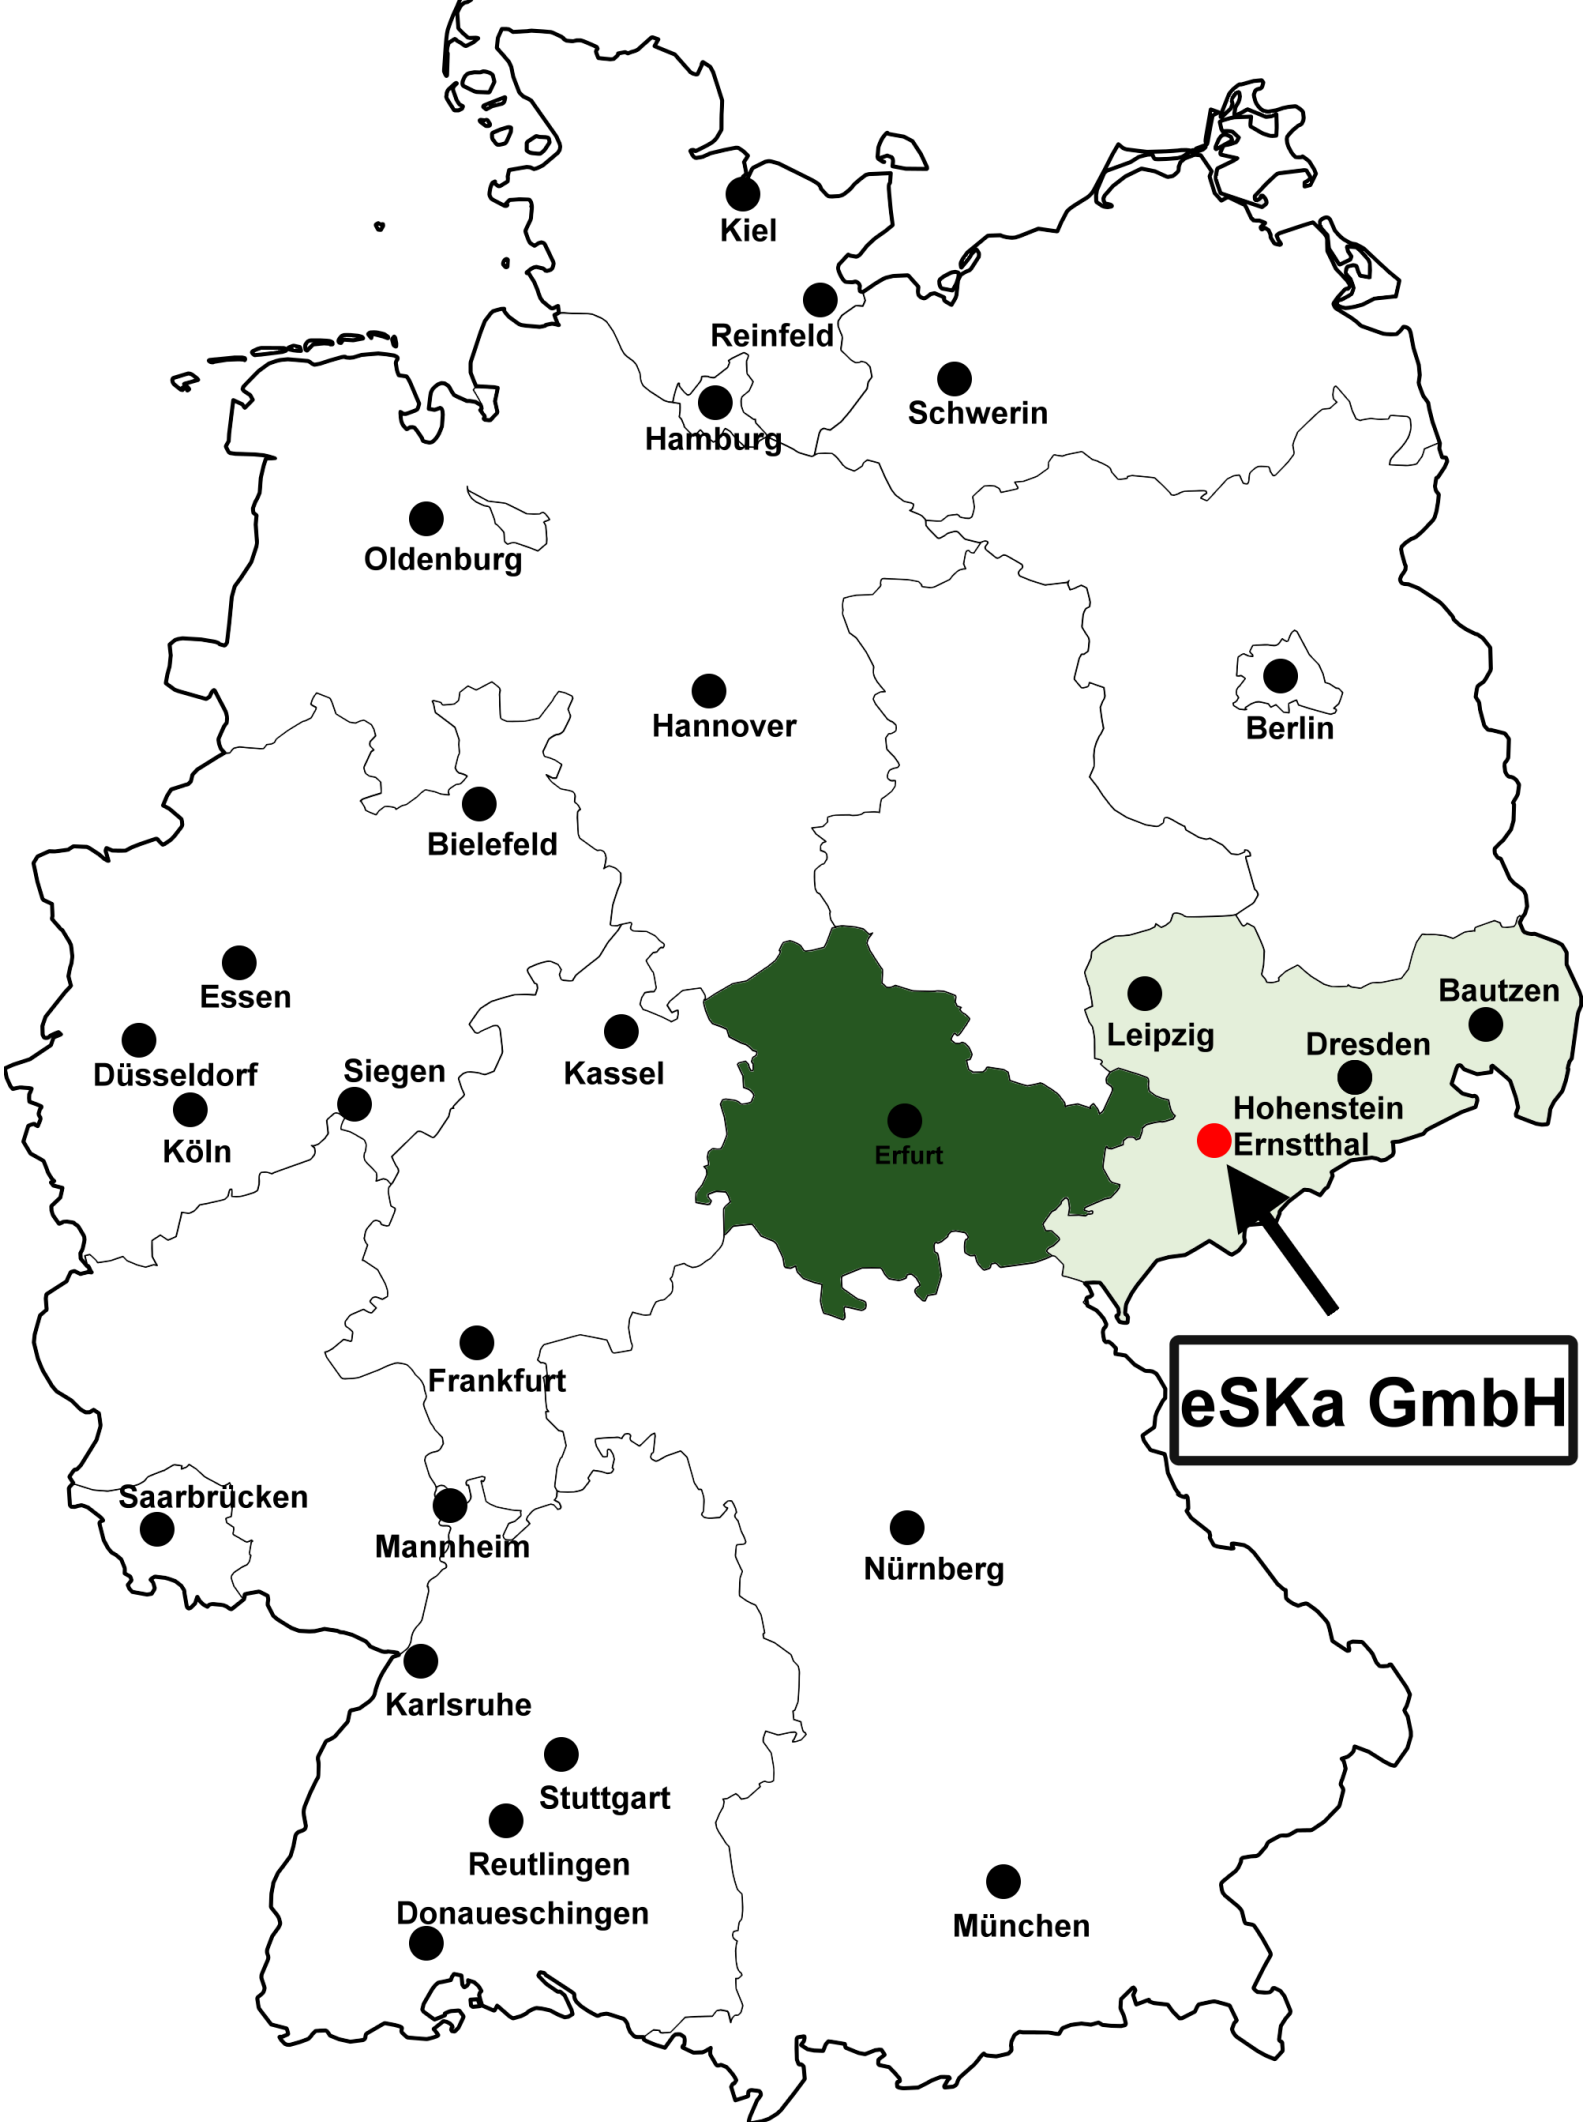 Kiel
Reinfeld
Schwerin
Hamburg
Oldenburg
Hannover
Berlin
Bielefeld
Essen
Bautzen
Leipzig
Dresden
Düsseldorf
Siegen
Kassel
Hohenstein
Ernstthal
Köln
Erfurt
Frankfurt
eSKa GmbH
Saarbrücken
Mannheim
Nürnberg
Karlsruhe
Stuttgart
Reutlingen
Donaueschingen
München